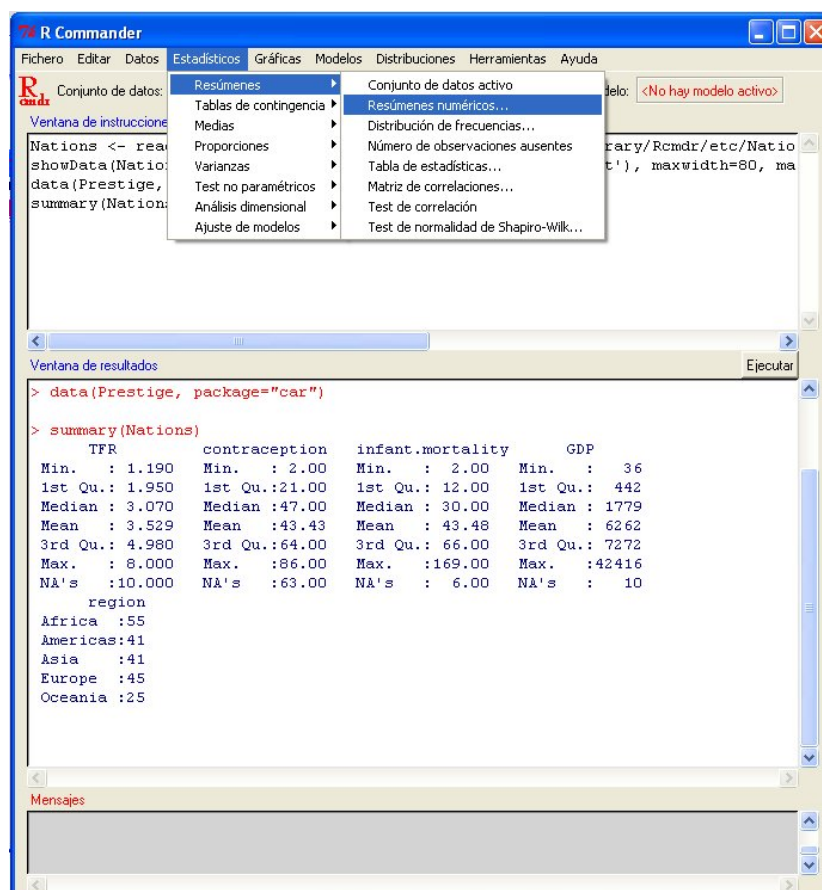 R Commander
Fichero Editar Datos Estadísticos Gráficas Modelos Distribuciones Herramientas Ayuda
R cmdr Conjunto de datos:
delo: <No hay modelo activo>
Resúmenes
Tablas de contingencia
Medias
Proporciones
Varianzas
Test no paramétricos
Análisis dimensional
Ajuste de modelos
Conjunto de datos activo
Resúmenes numéricos...
Distribución de frecuencias...
Número de observaciones ausentes
Tabla de estadísticas...
Matriz de correlaciones...
Test de correlación
Test de normalidad de Shapiro-Wilk...
Ventana de instruccione
Nations <- rea rary/Rcmdr/etc/Natio
showData(Natio t'), maxwidth=80, ma
data(Prestige,
summary(Nation
Ventana de resultados
Ejecutar
> data(Prestige, package="car")
> summary(Nations)
TFR contraception infant.mortality GDP
Min. : 1.190 Min. : 2.00 Min. : 2.00 Min. : 36
1st Qu.: 1.950 1st Qu.:21.00 1st Qu.: 12.00 1st Qu.: 442
Median : 3.070 Median :47.00 Median : 30.00 Median : 1779
Mean : 3.529 Mean :43.43 Mean : 43.48 Mean : 6262
3rd Qu.: 4.980 3rd Qu.:64.00 3rd Qu.: 66.00 3rd Qu.: 7272
Max. : 8.000 Max. :86.00 Max. :169.00 Max. :42416
NA's :10.000 NA's :63.00 NA's : 6.00 NA's : 10
region
Africa :55
Americas:41
Asia :41
Europe :45
Oceania :25
Mensajes